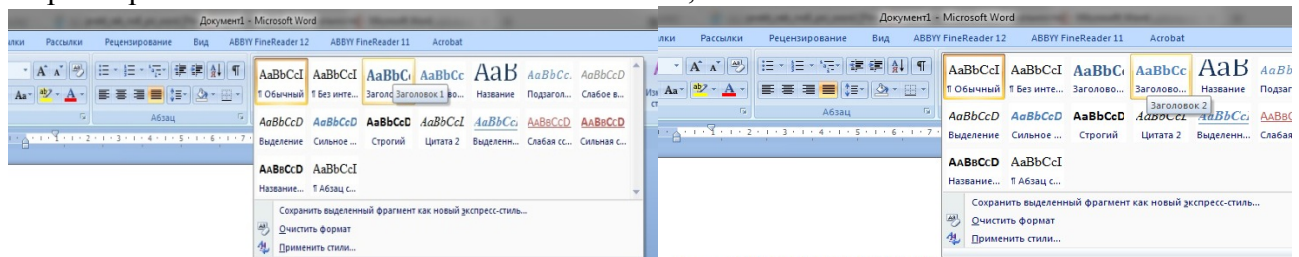 Документ1 - Microsoft Word
Рассылки Рецензирование Вид ABBYY FineReader 12 ABBYY FineReader 11 Acrobat
Абзац
AaBbCcI AaBbCcI AaBbC AaBbCc AaB AaBbCc. AaBbCcD
¶ Обычный ¶ Без инте... Заголо Заголовок 1 во... Название Подзагол... Слабое в...
AaBbCcD AaBbCcD AaBbCcD AaBbCcI AaBbCcI AABBCCD AABBCCD
Выделение Сильное ... Строгий Цитата 2 Выделенн... Слабая сс... Сильная с...
AABBCCD AaBbCcI
Название... ¶ Абзац с...
Сохранить выделенный фрагмент как новый экспресс-стиль...
Очистить формат
Применить стили...
Документ1 - Microsoft Word
лки Рассылки Рецензирование Вид ABBYY FineReader 12 ABBYY FineReader 11 Acrobat
Абзац
AaBbCcI AaBbCcI AaBbC AaBbCc AaB AaBb
¶ Обычный ¶ Без инте... Заголово... Заголово... Название Подзаг
Заголовок 2
AaBbCcD AaBbCcD AaBbCcD AaBbCcI AaBbCcI AABBC
Выделение Сильное ... Строгий Цитата 2 Выделенн... Слабая
AABBCCD AaBbCcI
Название... ¶ Абзац с...
Сохранить выделенный фрагмент как новый экспресс-стиль...
Очистить формат
Применить стили...